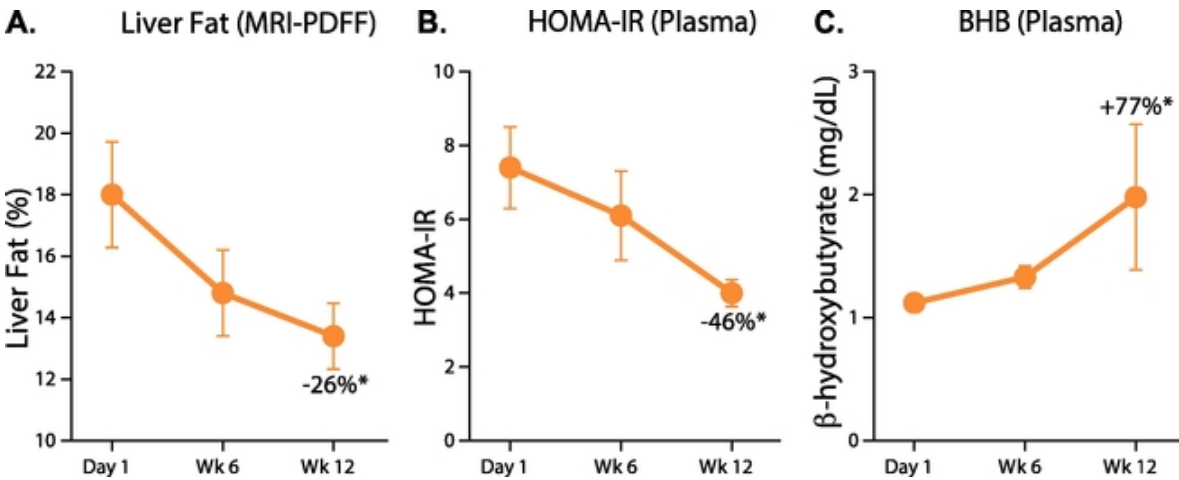 A. Liver Fat (MRI-PDFF)
22
20
18
16
14
12
10
Liver Fat (%)
-26%*
Day 1 Wk 6 Wk 12
B. HOMA-IR (Plasma)
10
8
6
4
2
0
HOMA-IR
-46%*
Day 1 Wk 6 Wk 12
C. BHB (Plasma)
3
2
1
0
β-hydroxybutyrate (mg/dL)
+77%*
Day 1 Wk 6 Wk 12